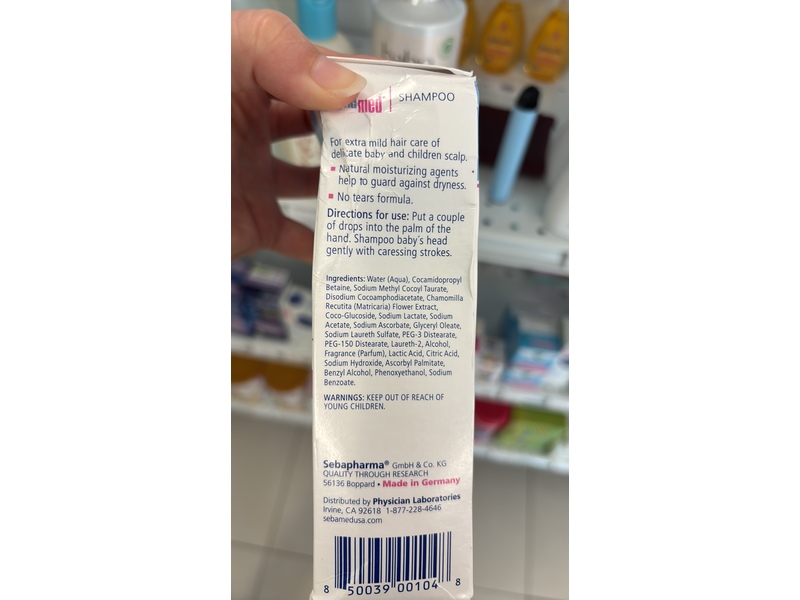 med | SHAMPOO
For extra mild hair care of
delicate baby and children scalp.
▪ Natural moisturizing agents
help to guard against dryness.
▪ No tears formula.
Directions for use: Put a couple
of drops into the palm of the
hand. Shampoo baby's head
gently with caressing strokes.
Ingredients: Water (Aqua), Cocamidopropyl
Betaine, Sodium Methyl Cocoyl Taurate,
Disodium Cocoamphodiacetate, Chamomilla
Recutita (Matricaria) Flower Extract,
Coco-Glucoside, Sodium Lactate, Sodium
Acetate, Sodium Ascorbate, Glyceryl Oleate,
Sodium Laureth Sulfate, PEG-3 Distearate,
PEG-150 Distearate, Laureth-2, Alcohol,
Fragrance (Parfum), Lactic Acid, Citric Acid,
Sodium Hydroxide, Ascorbyl Palmitate,
Benzyl Alcohol, Phenoxyethanol, Sodium
Benzoate.
WARNINGS: KEEP OUT OF REACH OF
YOUNG CHILDREN.
Sebapharma® GmbH & Co. KG
QUALITY THROUGH RESEARCH
56136 Boppard • Made in Germany
Distributed by Physician Laboratories
Irvine, CA 92618 1-877-228-4646
sebamedusa.com
8 50039 00104 8